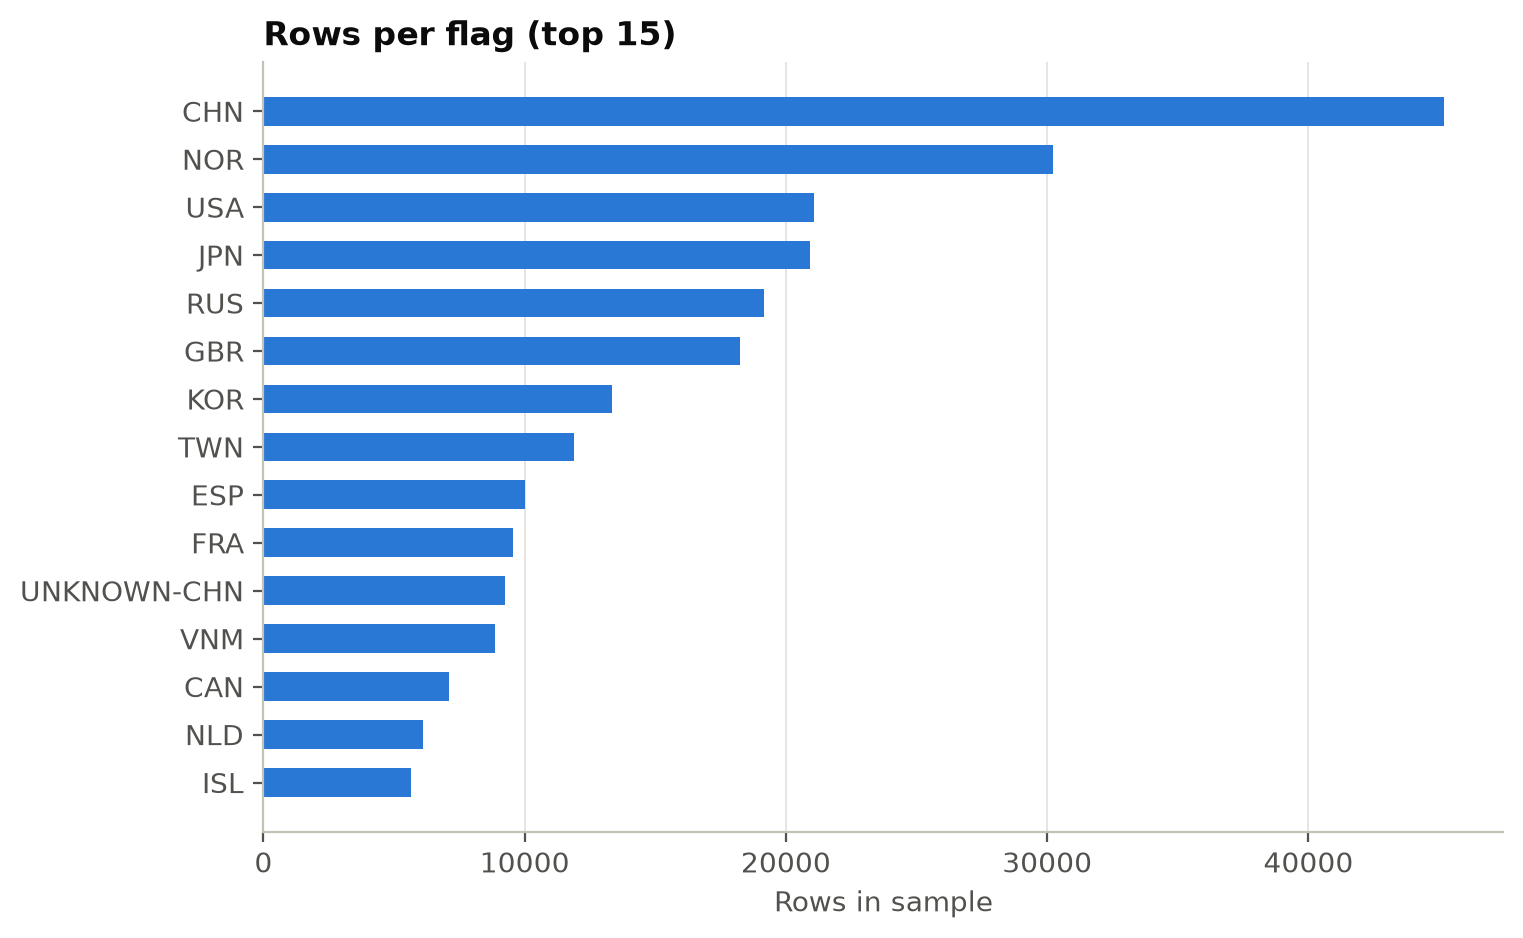 Rows per flag (top 15)
CHN
NOR
USA
JPN
RUS
GBR
KOR
TWN
ESP
FRA
UNKNOWN-CHN
VNM
CAN
NLD
ISL
0 10000 20000 30000 40000
Rows in sample